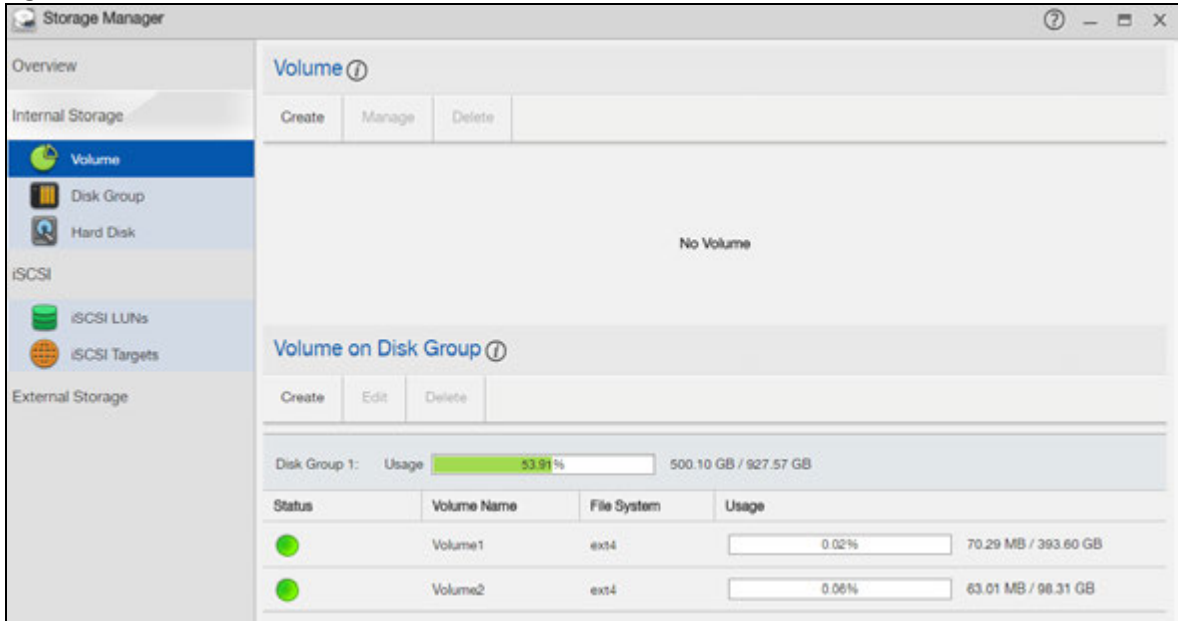 Storage Manager
Overview
Internal Storage
Volume
Disk Group
Hard Disk
iSCSI
iSCSI LUNs
iSCSI Targets
External Storage
Volume
Create Manage Delete
No Volume
Volume on Disk Group
Create Edit Delete
Disk Group 1: Usage 53.91% 500.10 GB / 927.57 GB
Status Volume Name File System Usage
Volume1 ext4 0.02% 70.29 MB / 393.60 GB
Volume2 ext4 0.06% 63.01 MB / 98.31 GB